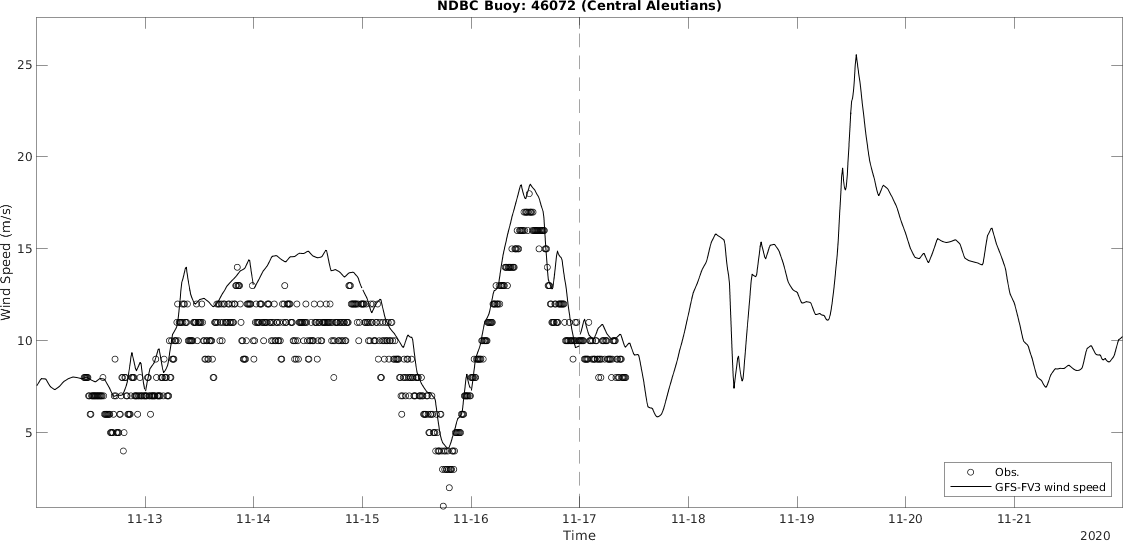 NDBC Buoy: 46072 (Central Aleutians)
25
20
15
10
5
Wind Speed (m/s)
11-13 11-14 11-15 11-16 11-17 11-18 11-19 11-20 11-21
Time
2020
Obs.
GFS-FV3 wind speed